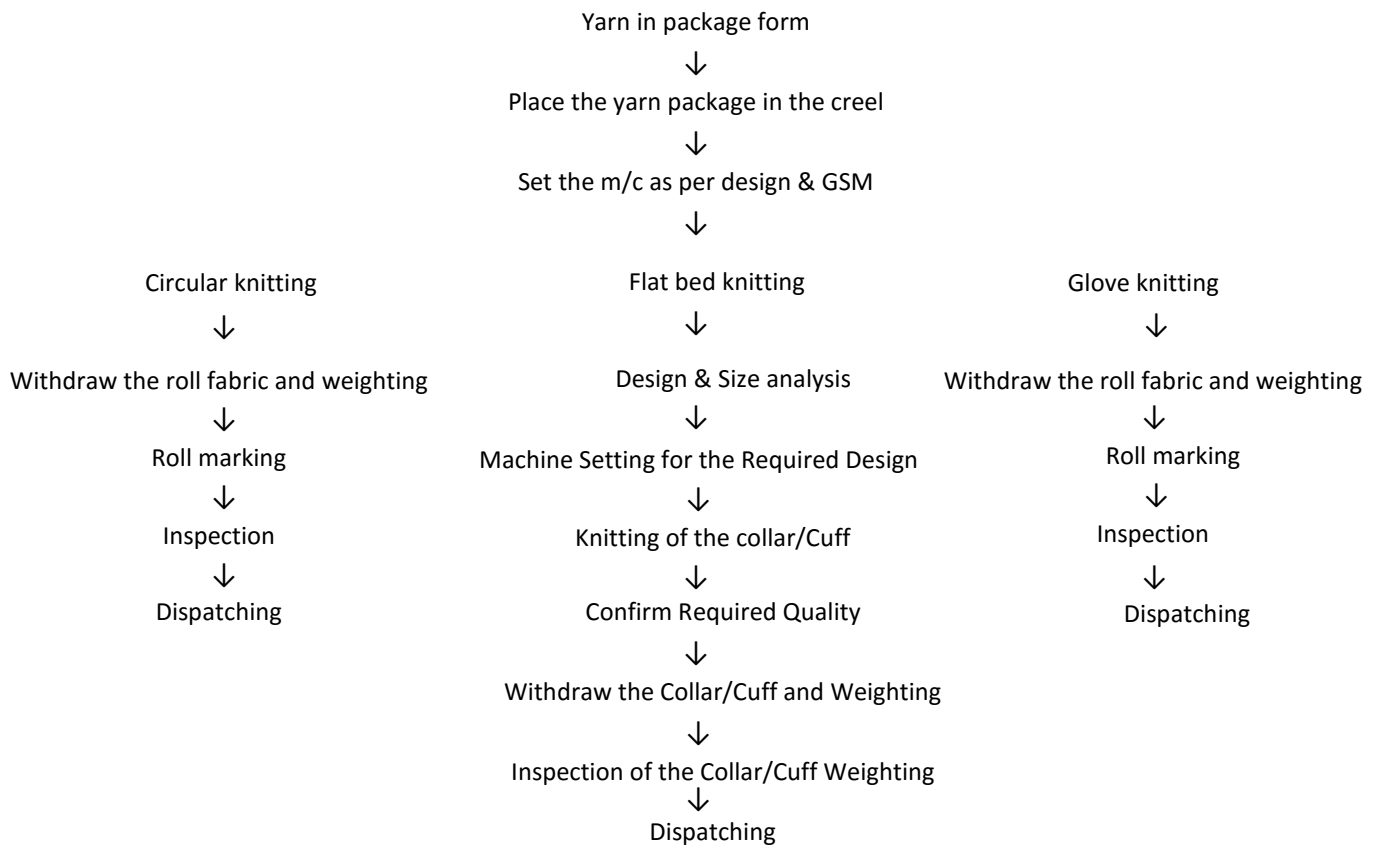 Yarn in package form
↓
Place the yarn package in the creel
↓
Set the m/c as per design & GSM
↓
Circular knitting
↓
Withdraw the roll fabric and weighting
↓
Roll marking
↓
Inspection
↓
Dispatching
Flat bed knitting
↓
Design & Size analysis
↓
Machine Setting for the Required Design
↓
Knitting of the collar/Cuff
↓
Confirm Required Quality
↓
Withdraw the Collar/Cuff and Weighting
↓
Inspection of the Collar/Cuff Weighting
↓
Dispatching
Glove knitting
↓
Withdraw the roll fabric and weighting
↓
Roll marking
↓
Inspection
↓
Dispatching